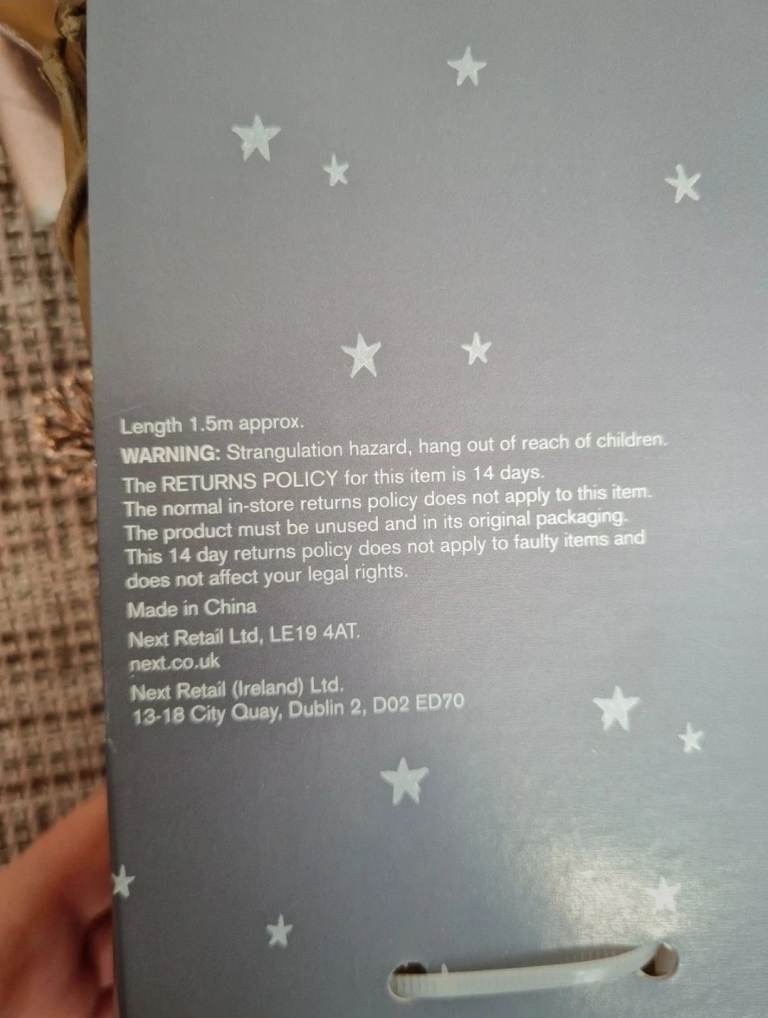 Length 1.5m approx.
WARNING: Strangulation hazard, hang out of reach of children.
The RETURNS POLICY for this item is 14 days.
The normal in-store returns policy does not apply to this item.
The product must be unused and in its original packaging.
This 14 day returns policy does not apply to faulty items and
does not affect your legal rights.
Made in China
Next Retail Ltd, LE19 4AT.
next.co.uk
Next Retail (Ireland) Ltd.
13-18 City Quay, Dublin 2, D02 ED70